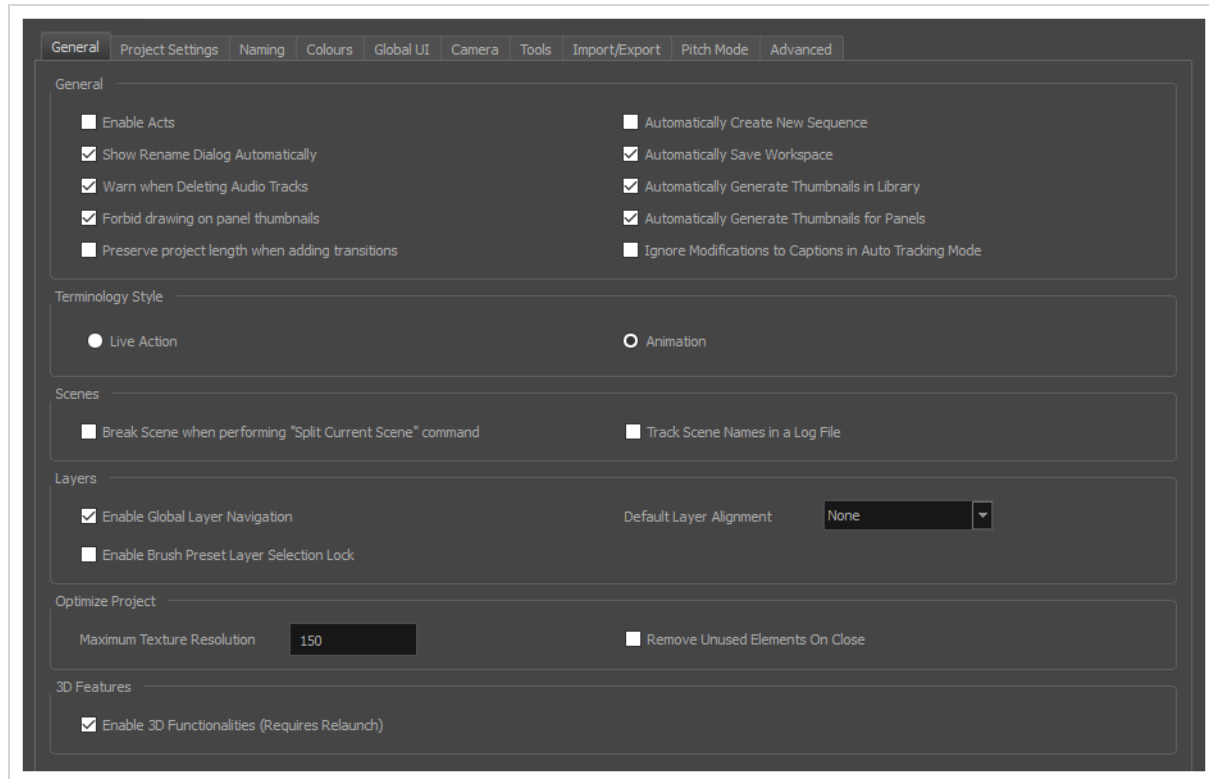 General Project Settings Naming Colours Global UI Camera Tools Import/Export Pitch Mode Advanced
General
Enable Acts Automatically Create New Sequence
Show Rename Dialog Automatically Automatically Save Workspace
Warn when Deleting Audio Tracks Automatically Generate Thumbnails in Library
Forbid drawing on panel thumbnails Automatically Generate Thumbnails for Panels
Preserve project length when adding transitions Ignore Modifications to Captions in Auto Tracking Mode
Terminology Style
Live Action Animation
Scenes
Break Scene when performing "Split Current Scene" command Track Scene Names in a Log File
Layers
Enable Global Layer Navigation Default Layer Alignment None
Enable Brush Preset Layer Selection Lock
Optimize Project
Maximum Texture Resolution 150 Remove Unused Elements On Close
3D Features
Enable 3D Functionalities (Requires Relaunch)